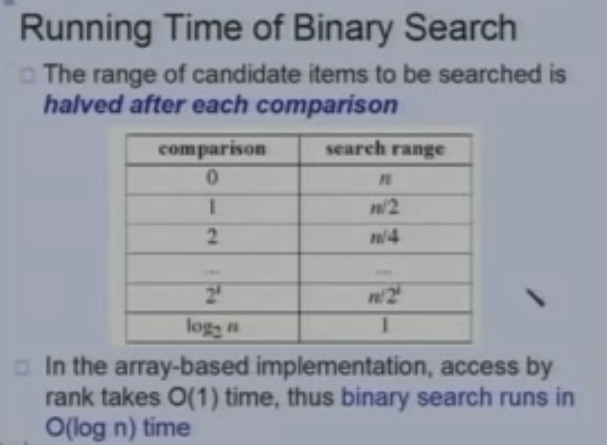 Running Time of Binary Search
The range of candidate items to be searched is
halved after each comparison
comparison search range
0 n
1 n/2
2 n/4
... ...
2^i n/2^i
log₂ n 1
In the array-based implementation, access by
rank takes O(1) time, thus binary search runs in
O(log n) time